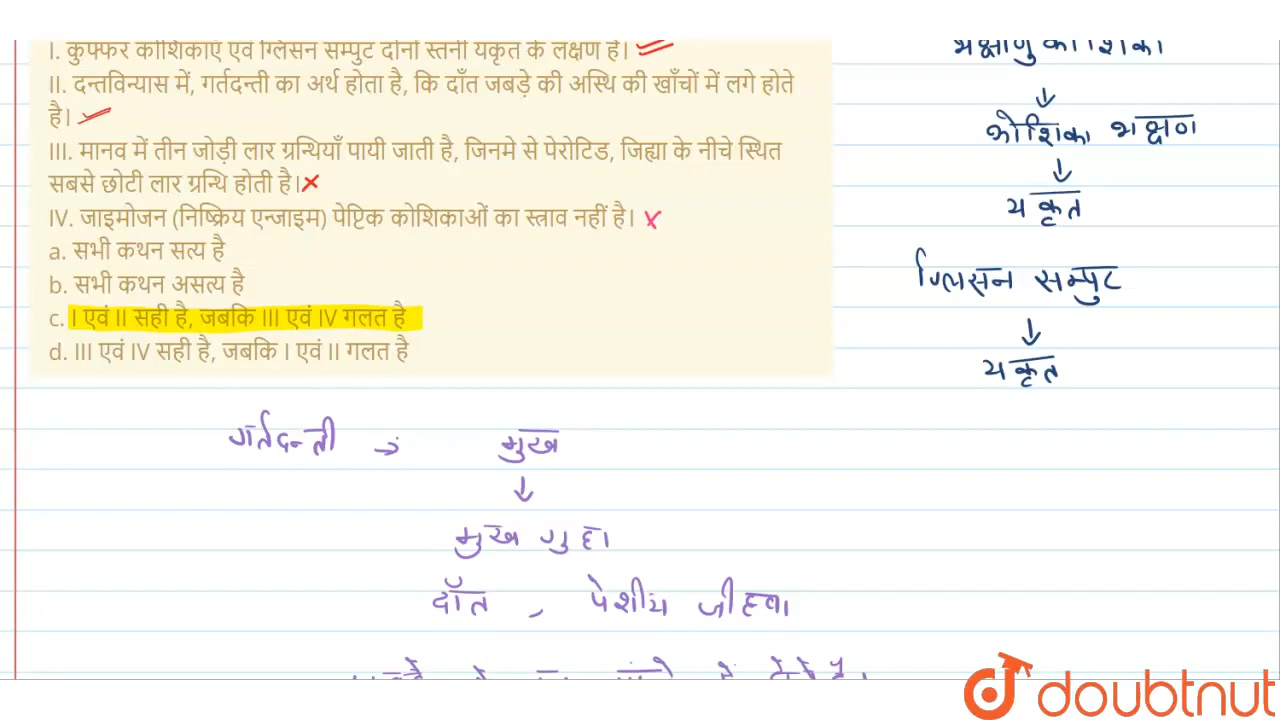 I. कुफ्फर कोशिकाएँ एवं ग्लिसन सम्पुट दोनों स्तनी यकृत के लक्षण है।
II. दन्तविन्यास में, गर्तदन्ती का अर्थ होता है, कि दाँत जबड़े की अस्थि की खाँचों में लगे होते
है।
III. मानव में तीन जोड़ी लार ग्रन्थियाँ पायी जाती है, जिनमे से पेरोटिड, जिह्या के नीचे स्थित
सबसे छोटी लार ग्रन्थि होती है।
IV. जाइमोजन (निष्क्रिय एन्जाइम) पेप्टिक कोशिकाओं का स्त्राव नहीं है।
a. सभी कथन सत्य है
b. सभी कथन असत्य है
c. I एवं II सही है, जबकि III एवं IV गलत है
d. III एवं IV सही है, जबकि I एवं II गलत है
भक्षाणु कोशिका
↓
कोशिका भक्षण
↓
यकृत
ग्लिसन सम्पुट
↓
यकृत
गर्तदन्ती → मुख
↓
मुख गुहा
दाँत , पेशीय जीहवा
doubtnut